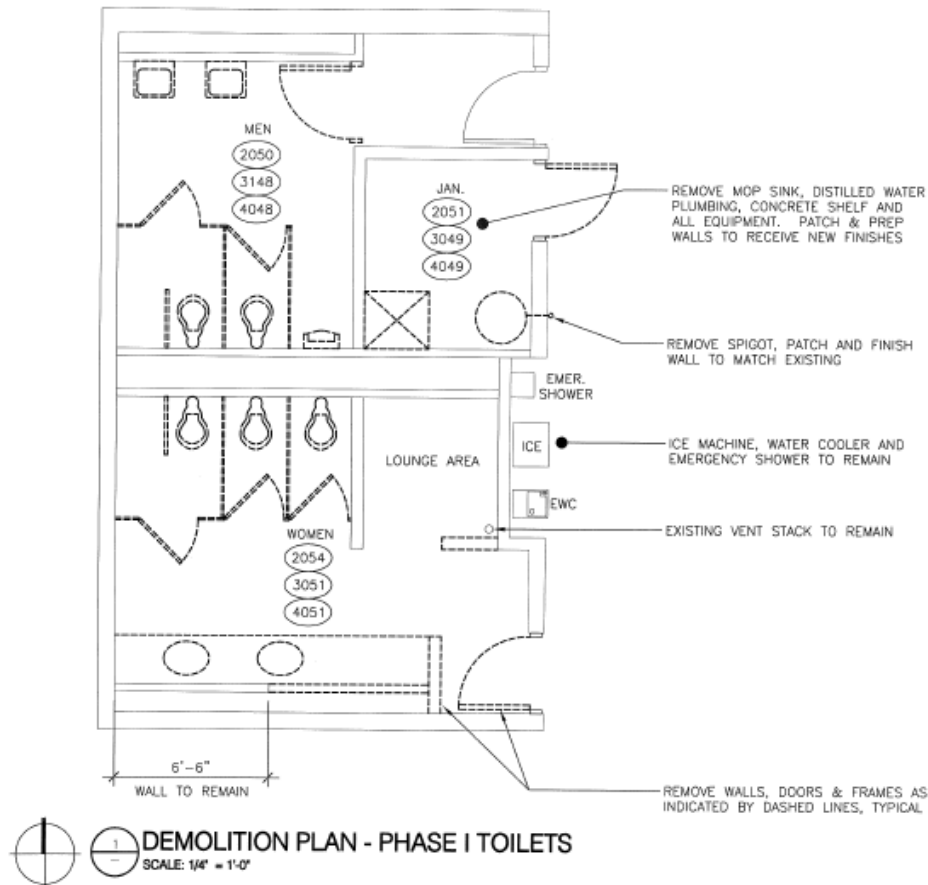 MEN
2050
3148
4048
JAN.
2051
3049
4049
REMOVE MOP SINK, DISTILLED WATER
PLUMBING, CONCRETE SHELF AND
ALL EQUIPMENT. PATCH & PREP
WALLS TO RECEIVE NEW FINISHES
REMOVE SPIGOT, PATCH AND FINISH
WALL TO MATCH EXISTING
EMER.
SHOWER
ICE
ICE MACHINE, WATER COOLER AND
EMERGENCY SHOWER TO REMAIN
LOUNGE AREA
EWC
EXISTING VENT STACK TO REMAIN
WOMEN
2054
3051
4051
6'-6"
WALL TO REMAIN
REMOVE WALLS, DOORS & FRAMES AS
INDICATED BY DASHED LINES, TYPICAL
1
DEMOLITION PLAN - PHASE I TOILETS
SCALE: 1/4" = 1'-0"